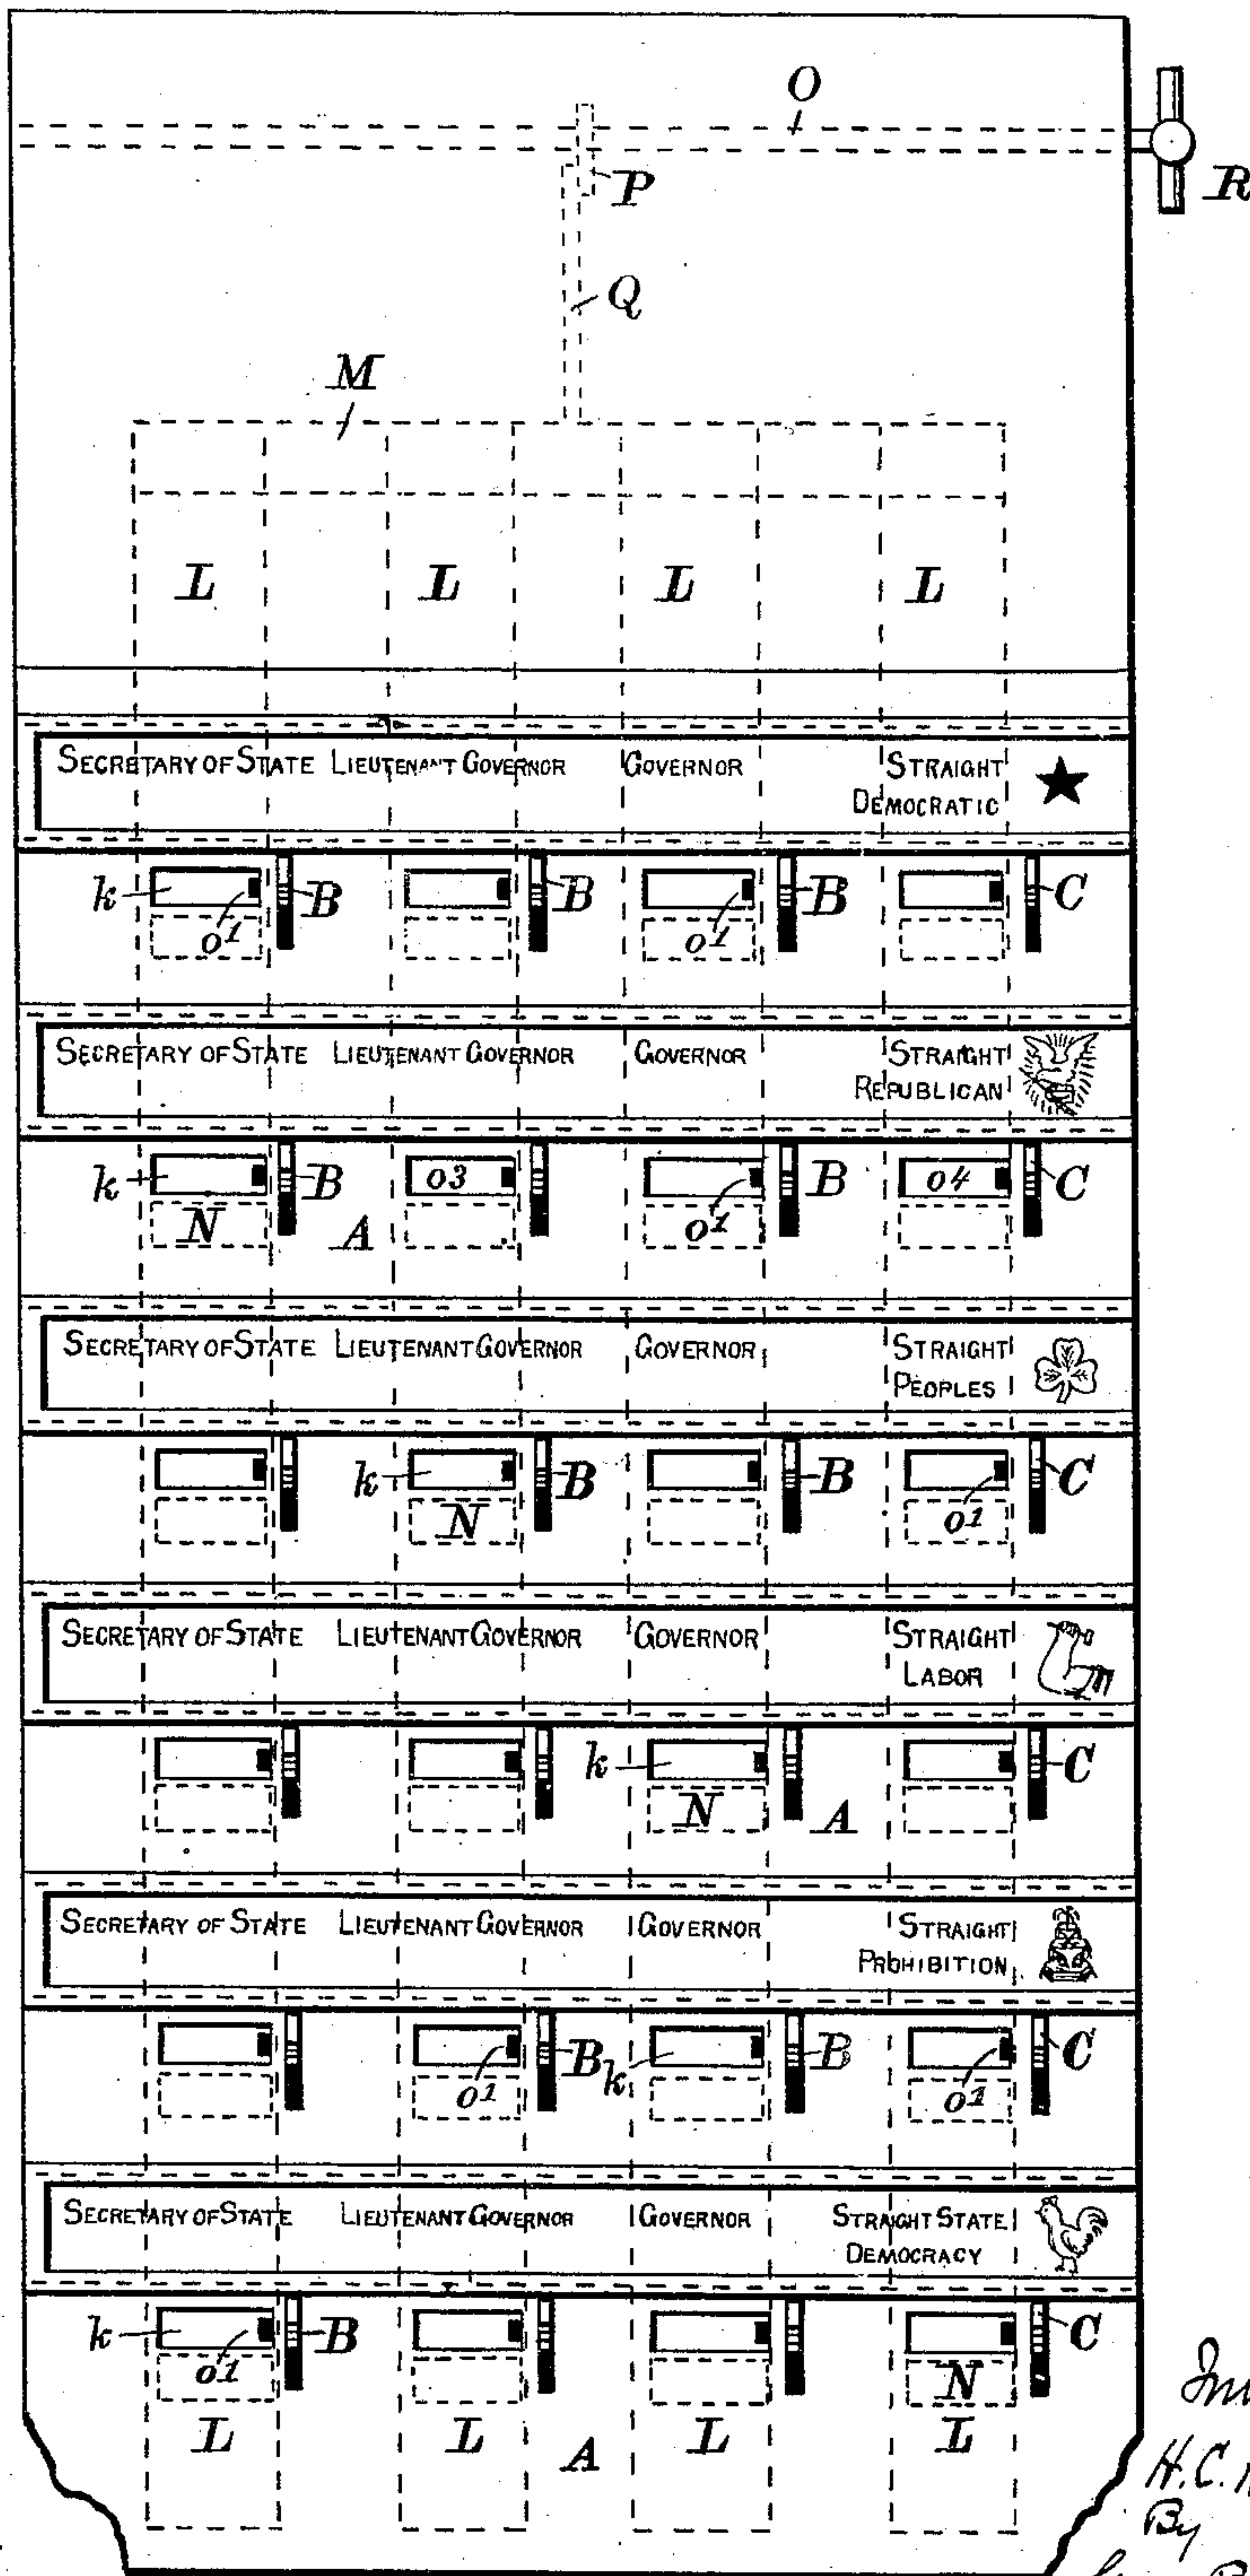 O
P
R
Q
M
L L L L
SECRETARY OF STATE LIEUTENANT GOVERNOR GOVERNOR STRAIGHT
DEMOCRATIC
k B B B C
o1 o1
SECRETARY OF STATE LIEUTENANT GOVERNOR GOVERNOR STRAIGHT
REPUBLICAN
k B o3 B o4 C
N A o1
SECRETARY OF STATE LIEUTENANT GOVERNOR GOVERNOR STRAIGHT
PEOPLES
k B B C
N o1
SECRETARY OF STATE LIEUTENANT GOVERNOR GOVERNOR STRAIGHT
LABOR
k C
N A
SECRETARY OF STATE LIEUTENANT GOVERNOR GOVERNOR STRAIGHT
PROHIBITION
B k B C
o1 o1
SECRETARY OF STATE LIEUTENANT GOVERNOR GOVERNOR STRAIGHT STATE
DEMOCRACY
k B C
o1 N
L L A L L
H.C.
By